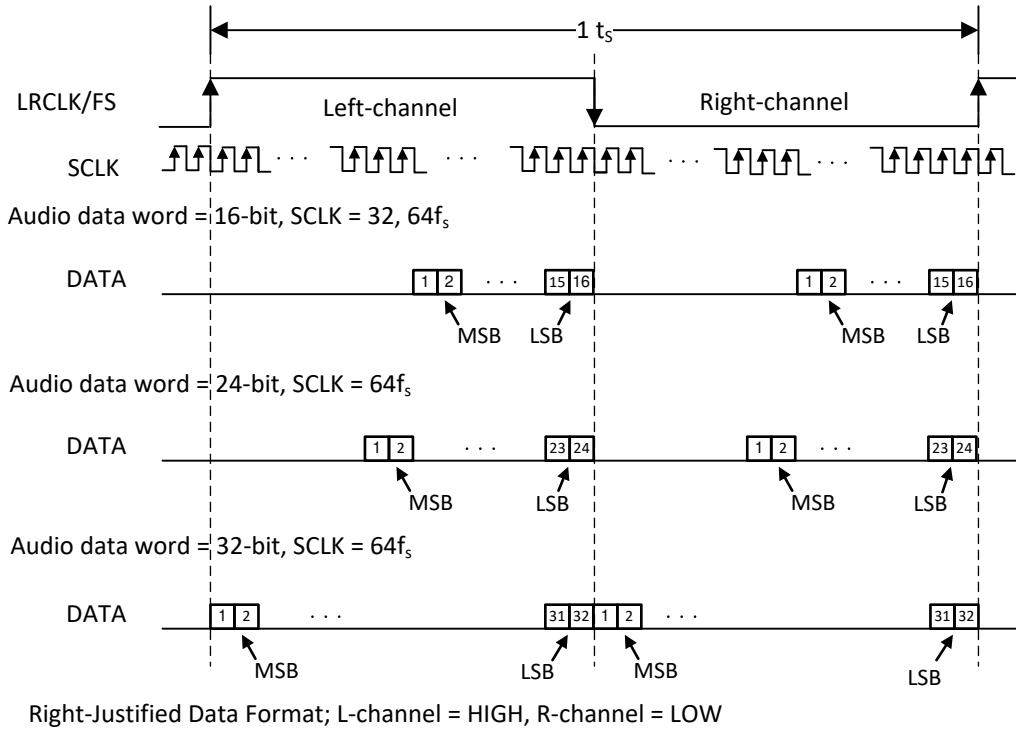 1 tₛ
LRCLK/FS
Left-channel
Right-channel
SCLK
. . .
. . .
. . .
. . .
Audio data word = 16-bit, SCLK = 32, 64fₛ
DATA
1 2 . . . 15 16 1 2 . . . 15 16
MSB LSB MSB LSB
Audio data word = 24-bit, SCLK = 64fₛ
DATA
1 2 . . . 23 24 1 2 . . . 23 24
MSB LSB MSB LSB
Audio data word = 32-bit, SCLK = 64fₛ
DATA
1 2 . . . 31 32 1 2 . . . 31 32
MSB LSB MSB LSB
Right-Justified Data Format; L-channel = HIGH, R-channel = LOW